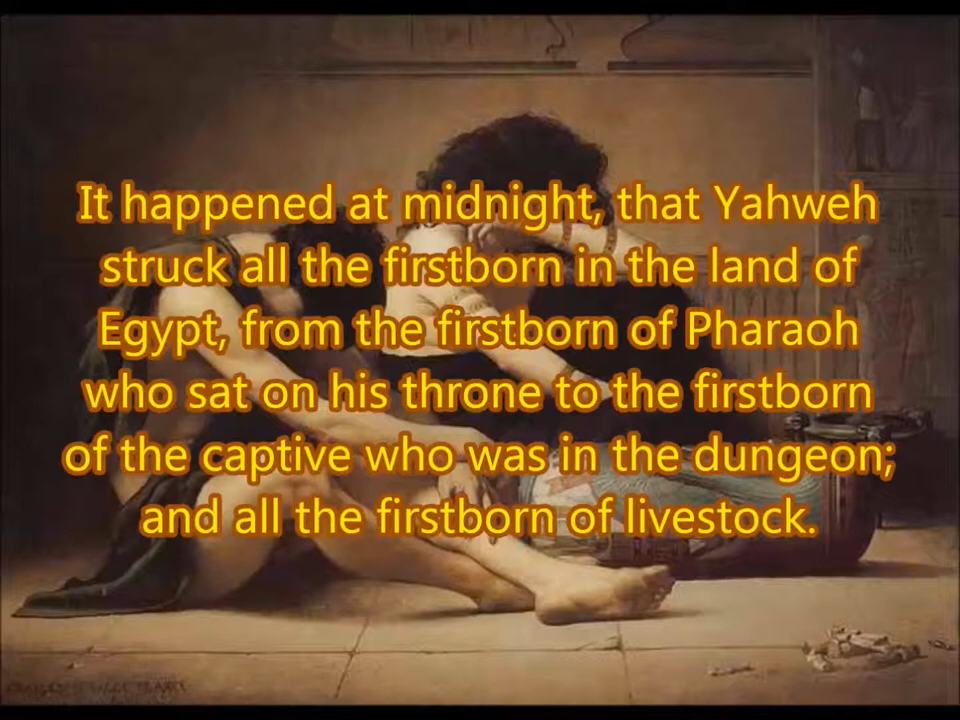 It happened at midnight, that Yahweh
struck all the firstborn in the land of
Egypt, from the firstborn of Pharaoh
who sat on his throne to the firstborn
of the captive who was in the dungeon;
and all the firstborn of livestock.